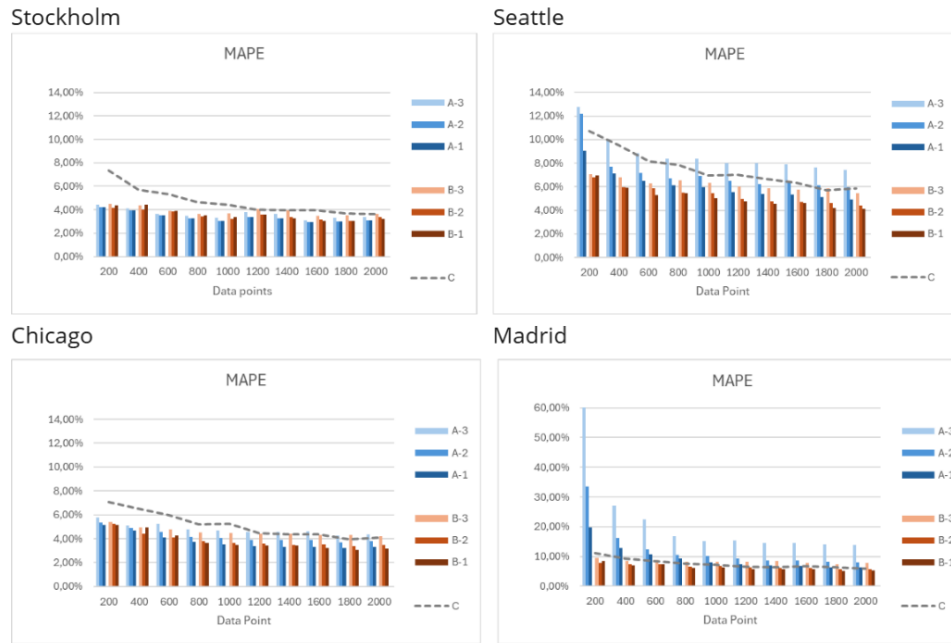 Stockholm
MAPE
14,00%
12,00%
10,00%
8,00%
6,00%
4,00%
2,00%
0,00%
200 400 600 800 1000 1200 1400 1600 1800 2000
Data points
A-3
A-2
A-1
B-3
B-2
B-1
C
Seattle
MAPE
14,00%
12,00%
10,00%
8,00%
6,00%
4,00%
2,00%
0,00%
200 400 600 800 1000 1200 1400 1600 1800 2000
Data Point
A-3
A-2
A-1
B-3
B-2
B-1
C
Chicago
MAPE
14,00%
12,00%
10,00%
8,00%
6,00%
4,00%
2,00%
0,00%
200 400 600 800 1000 1200 1400 1600 1800 2000
Data Point
A-3
A-2
A-1
B-3
B-2
B-1
C
Madrid
MAPE
60,00%
50,00%
40,00%
30,00%
20,00%
10,00%
0,00%
200 400 600 800 1000 1200 1400 1600 1800 2000
Data Point
A-3
A-2
A-1
B-3
B-2
B-1
C